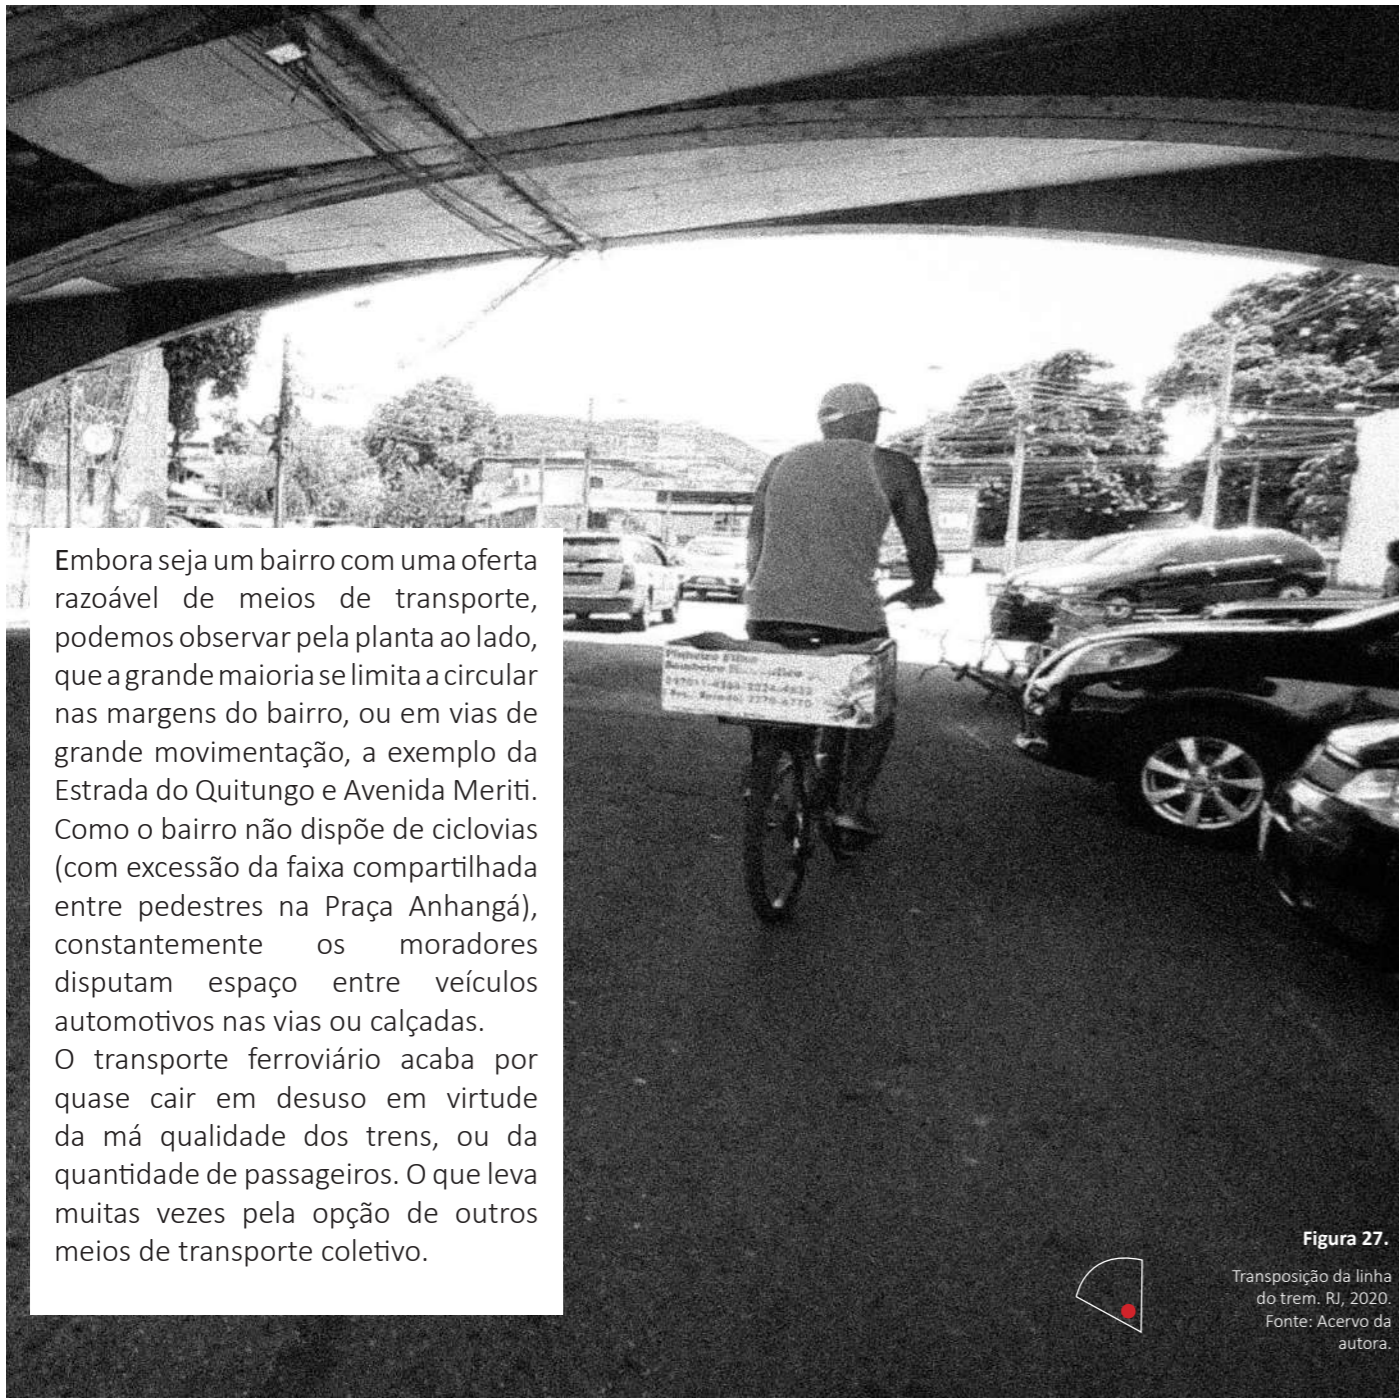 Embora seja um bairro com uma oferta
razoável de meios de transporte,
podemos observar pela planta ao lado,
que a grande maioria se limita a circular
nas margens do bairro, ou em vias de
grande movimentação, a exemplo da
Estrada do Quitungo e Avenida Meriti.
Como o bairro não dispõe de ciclovias
(com excessão da faixa compartilhada
entre pedestres na Praça Anhangá),
constantemente os moradores
disputam espaço entre veículos
automotivos nas vias ou calçadas.
O transporte ferroviário acaba por
quase cair em desuso em virtude
da má qualidade dos trens, ou da
quantidade de passageiros. O que leva
muitas vezes pela opção de outros
meios de transporte coletivo.
Figura 27.
Transposição da linha
do trem. RJ, 2020.
Fonte: Acervo da
autora.